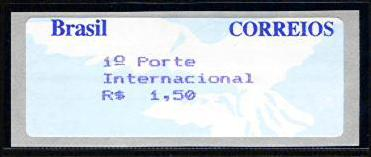 Brasil CORREIOS
1º Porte
Internacional
R$ 1,50